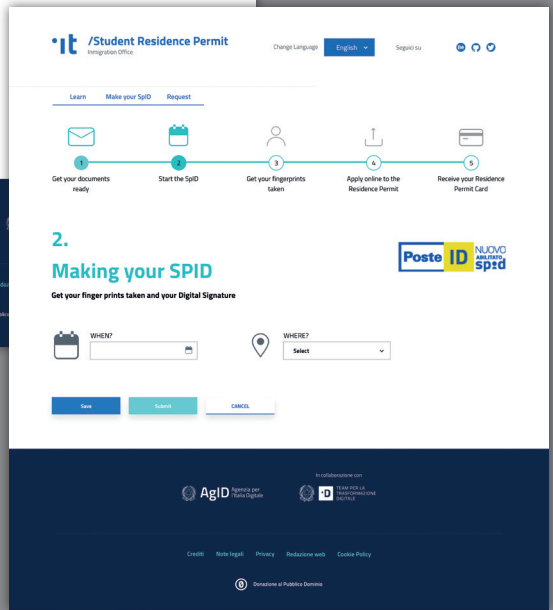 ·it /Student Residence Permit
Immigration Office
Change Language English Seguici su
Learn Make your SpID Request
1 2 3 4 5
Get your documents ready
Start the SpID
Get your fingerprints taken
Apply online to the Residence Permit
Receive your Residence Permit Card
2.
Making your SPID
Get your finger prints taken and your Digital Signature
Poste ID NUOVO ABILITATO spid
WHEN?
WHERE?
Select
Save Submit CANCEL
In collaborazione con
AgID Agenzia per l'Italia Digitale
·D TEAM PER LA TRASFORMAZIONE DIGITALE
Crediti Note legali Privacy Redazione web Cookie Policy
Donazione al Pubblico Dominio